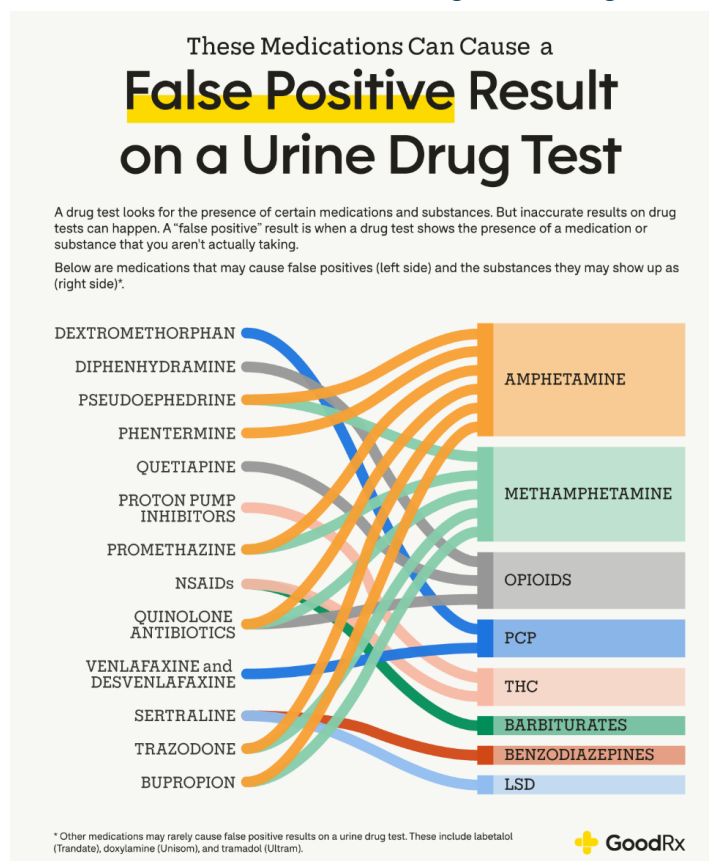 These Medications Can Cause a
False Positive Result
on a Urine Drug Test
A drug test looks for the presence of certain medications and substances. But inaccurate results on drug
tests can happen. A “false positive” result is when a drug test shows the presence of a medication or
substance that you aren't actually taking.
Below are medications that may cause false positives (left side) and the substances they may show up as
(right side)*.
DEXTROMETHORPHAN
DIPHENHYDRAMINE
PSEUDOEPHEDRINE
PHENTERMINE
QUETIAPINE
PROTON PUMP
INHIBITORS
PROMETHAZINE
NSAIDs
QUINOLONE
ANTIBIOTICS
VENLAFAXINE and
DESVENLAFAXINE
SERTRALINE
TRAZODONE
BUPROPION
AMPHETAMINE
METHAMPHETAMINE
OPIOIDS
PCP
THC
BARBITURATES
BENZODIAZEPINES
LSD
* Other medications may rarely cause false positive results on a urine drug test. These include labetalol
(Trandate), doxylamine (Unisom), and tramadol (Ultram).
GoodRx